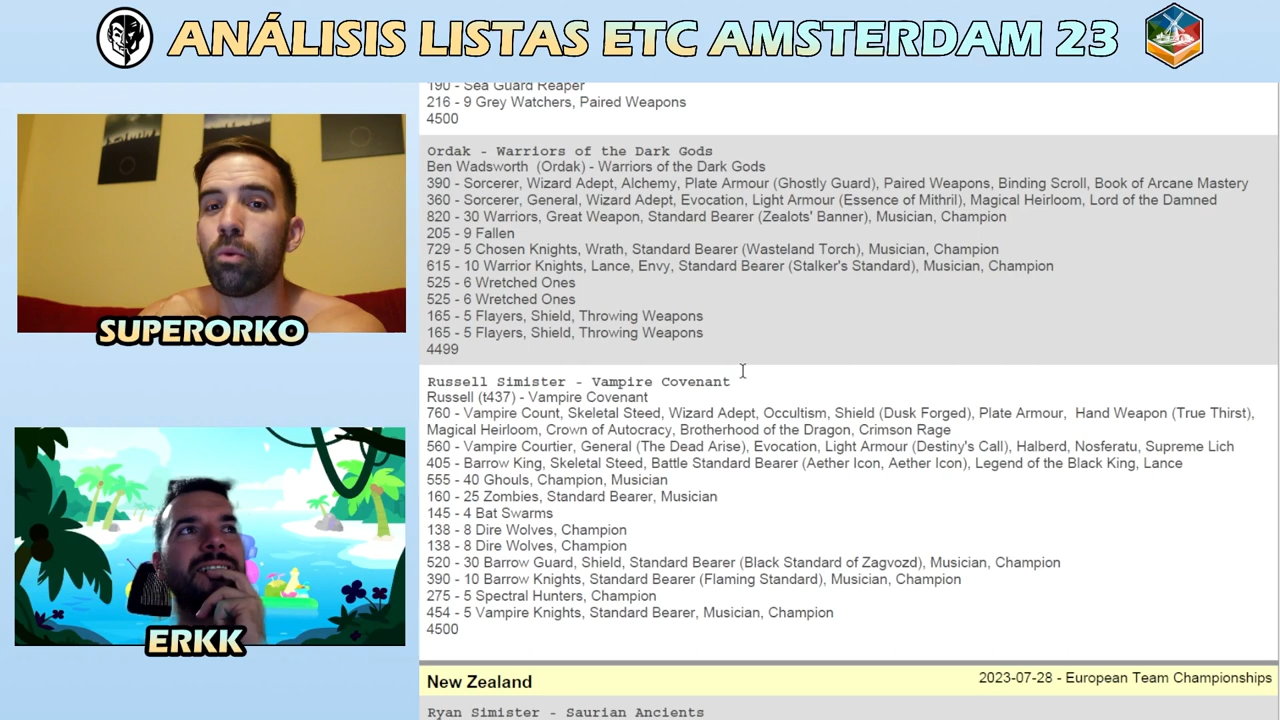 ANÁLISIS LISTAS ETC AMSTERDAM 23
190 - Sea Guard Reaper
216 - 9 Grey Watchers, Paired Weapons
4500
Ordak - Warriors of the Dark Gods
Ben Wadsworth (Ordak) - Warriors of the Dark Gods
390 - Sorcerer, Wizard Adept, Alchemy, Plate Armour (Ghostly Guard), Paired Weapons, Binding Scroll, Book of Arcane Mastery
360 - Sorcerer, General, Wizard Adept, Evocation, Light Armour (Essence of Mithril), Magical Heirloom, Lord of the Damned
820 - 30 Warriors, Great Weapon, Standard Bearer (Zealots' Banner), Musician, Champion
205 - 9 Fallen
729 - 5 Chosen Knights, Wrath, Standard Bearer (Wasteland Torch), Musician, Champion
615 - 10 Warrior Knights, Lance, Envy, Standard Bearer (Stalker's Standard), Musician, Champion
525 - 6 Wretched Ones
525 - 6 Wretched Ones
165 - 5 Flayers, Shield, Throwing Weapons
165 - 5 Flayers, Shield, Throwing Weapons
4499
SUPERORKO
Russell Simister - Vampire Covenant
Russell (t437) - Vampire Covenant
760 - Vampire Count, Skeletal Steed, Wizard Adept, Occultism, Shield (Dusk Forged), Plate Armour, Hand Weapon (True Thirst),
Magical Heirloom, Crown of Autocracy, Brotherhood of the Dragon, Crimson Rage
560 - Vampire Courtier, General (The Dead Arise), Evocation, Light Armour (Destiny's Call), Halberd, Nosferatu, Supreme Lich
405 - Barrow King, Skeletal Steed, Battle Standard Bearer (Aether Icon, Aether Icon), Legend of the Black King, Lance
555 - 40 Ghouls, Champion, Musician
160 - 25 Zombies, Standard Bearer, Musician
145 - 4 Bat Swarms
138 - 8 Dire Wolves, Champion
138 - 8 Dire Wolves, Champion
520 - 30 Barrow Guard, Shield, Standard Bearer (Black Standard of Zagvozd), Musician, Champion
390 - 10 Barrow Knights, Standard Bearer (Flaming Standard), Musician, Champion
275 - 5 Spectral Hunters, Champion
454 - 5 Vampire Knights, Standard Bearer, Musician, Champion
4500
ERKK
New Zealand
2023-07-28 - European Team Championships
Ryan Simister - Saurian Ancients